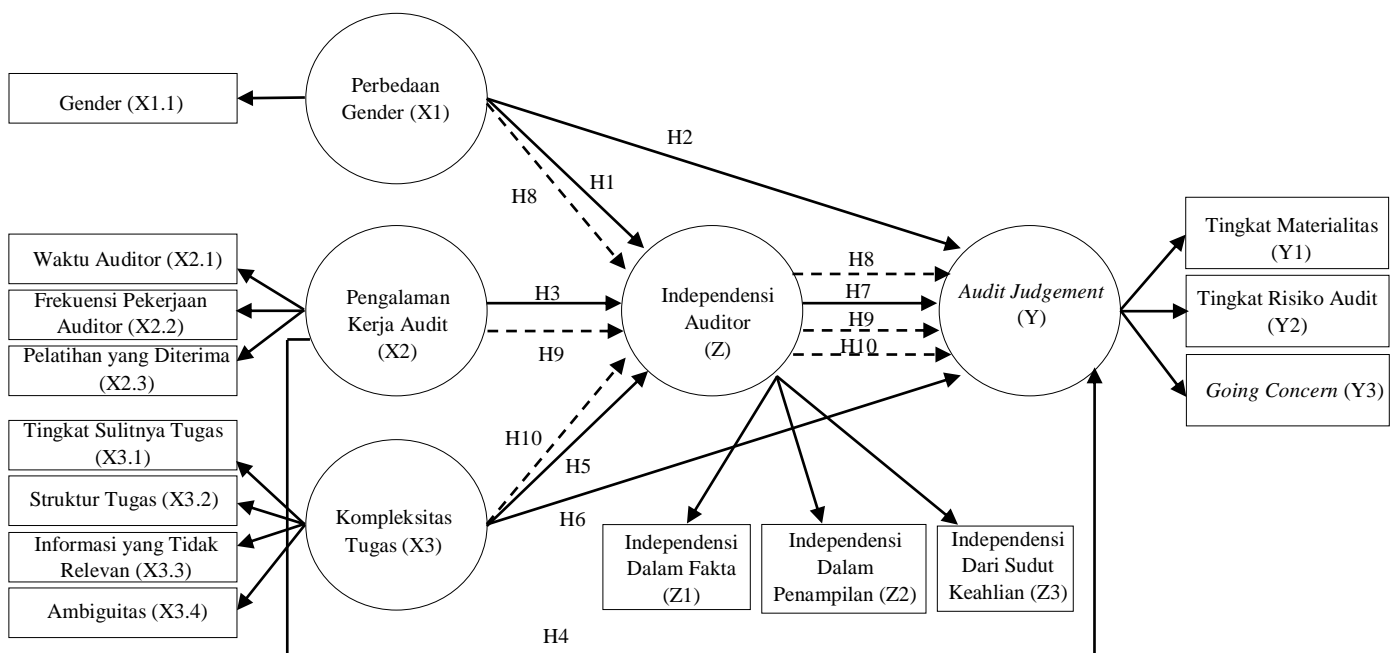 Perbedaan
Gender (X1)
Gender (X1.1)
H2
H1
H8
Waktu Auditor (X2.1)
Frekuensi Pekerjaan
Auditor (X2.2)
Pelatihan yang Diterima
(X2.3)
Pengalaman
Kerja Audit
(X2)
H3
H9
Independensi
Auditor
(Z)
H8
H7
H9
H10
Audit Judgement
(Y)
Tingkat Materialitas
(Y1)
Tingkat Risiko Audit
(Y2)
Going Concern (Y3)
Tingkat Sulitnya Tugas
(X3.1)
Struktur Tugas (X3.2)
Informasi yang Tidak
Relevan (X3.3)
Ambiguitas (X3.4)
Kompleksitas
Tugas (X3)
H10
H5
H6
Independensi
Dalam Fakta
(Z1)
Independensi
Dalam
Penampilan (Z2)
Independensi
Dari Sudut
Keahlian (Z3)
H4